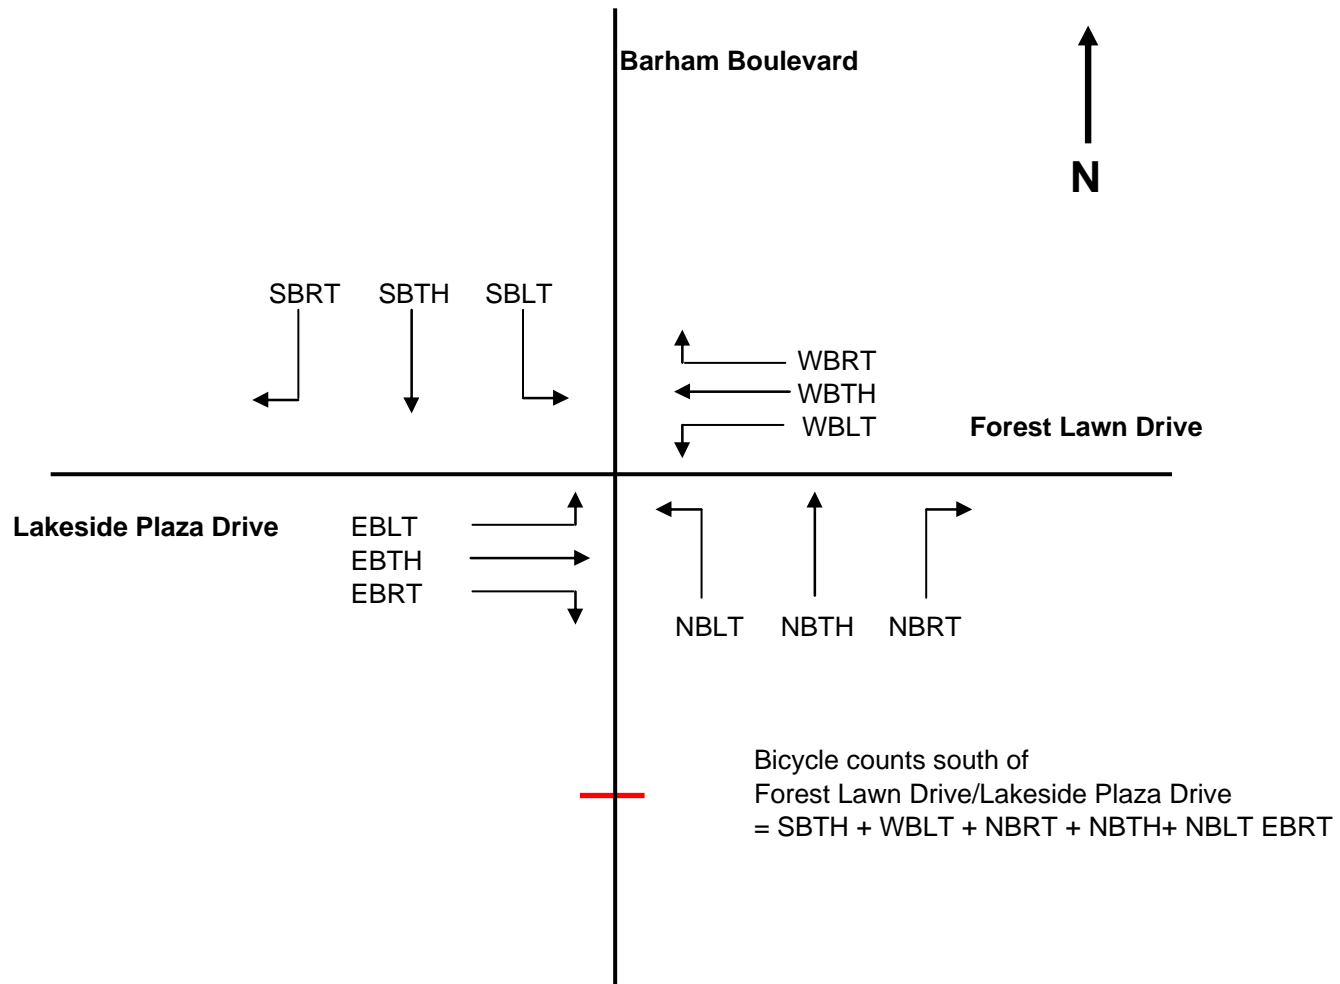 Barham Boulevard
N
SBRT SBTH SBLT
WBRT
WBTH
WBLT
Forest Lawn Drive
Lakeside Plaza Drive
EBLT
EBTH
EBRT
NBLT NBTH NBRT
Bicycle counts south of
Forest Lawn Drive/Lakeside Plaza Drive
= SBTH + WBLT + NBRT + NBTH+ NBLT EBRT